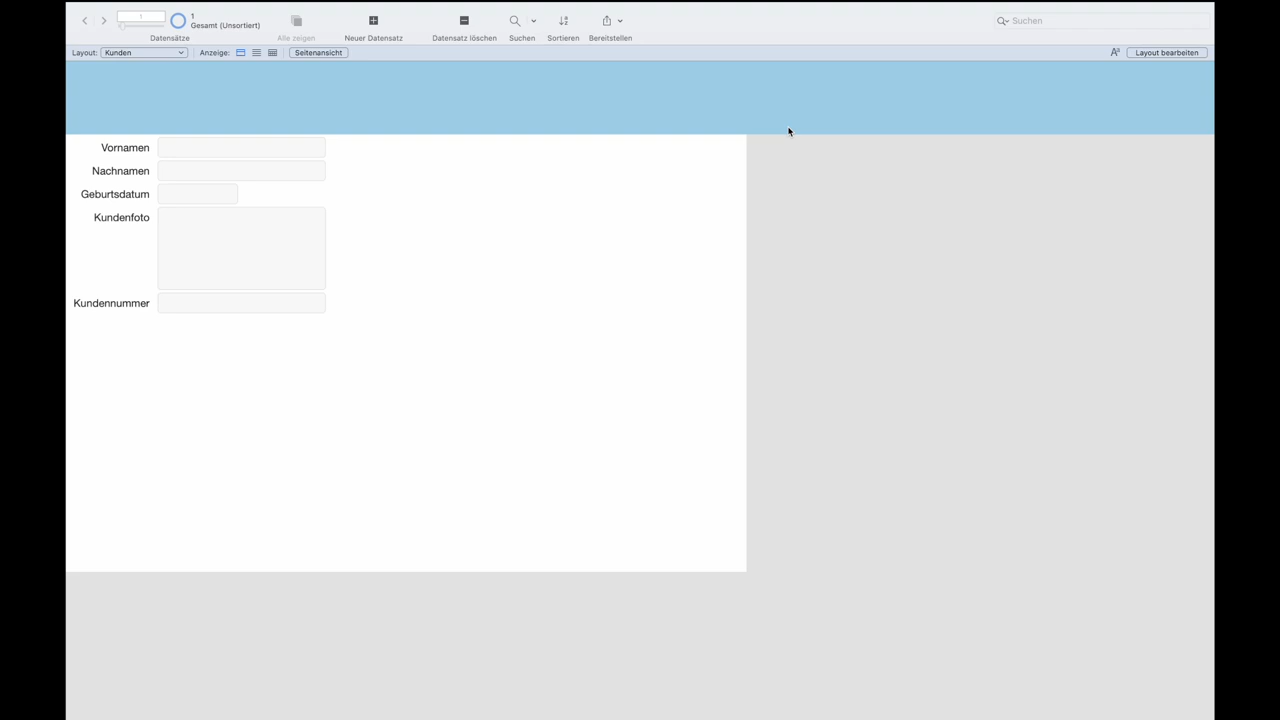 1
1
Gesamt (Unsortiert)
Suchen
Datensätze
Alle zeigen
Neuer Datensatz
Datensatz löschen
Suchen
Sortieren
Bereitstellen
Layout: Kunden
Anzeige:
Seitenansicht
Layout bearbeiten
Vornamen
Nachnamen
Geburtsdatum
Kundenfoto
Kundennummer